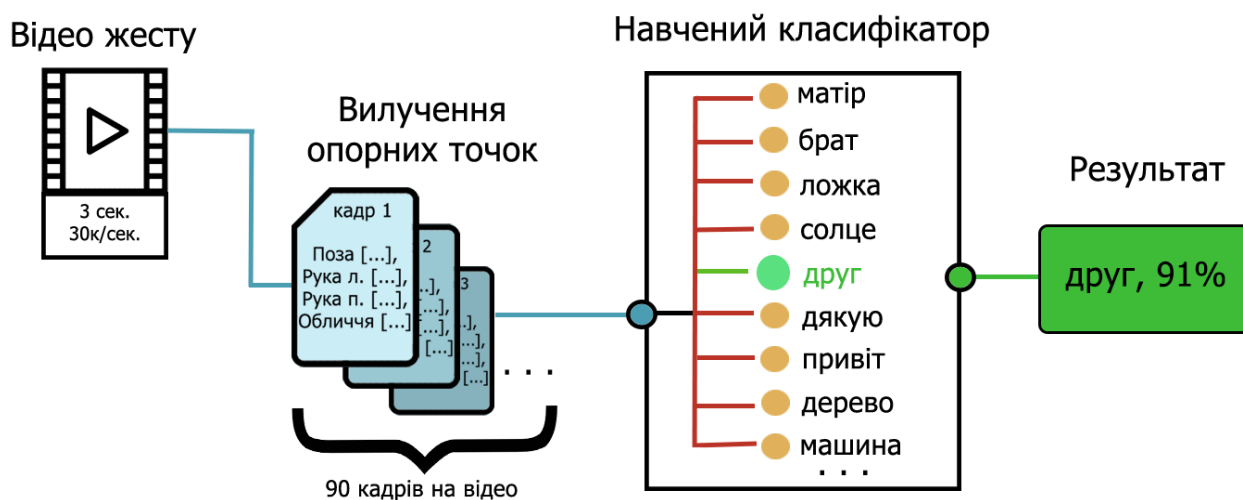 Відео жесту
3 сек.
30к/сек.
Вилучення
опорних точок
кадр 1
Поза [...],
Рука л. [...],
Рука п. [...],
Обличчя [...]
2
...],
[...],
[...],
[...]
3
...],
...],
...],
[...]
. . .
90 кадрів на відео
Навчений класифікатор
матір
брат
ложка
солце
друг
дякую
привіт
дерево
машина
. . .
Результат
друг, 91%